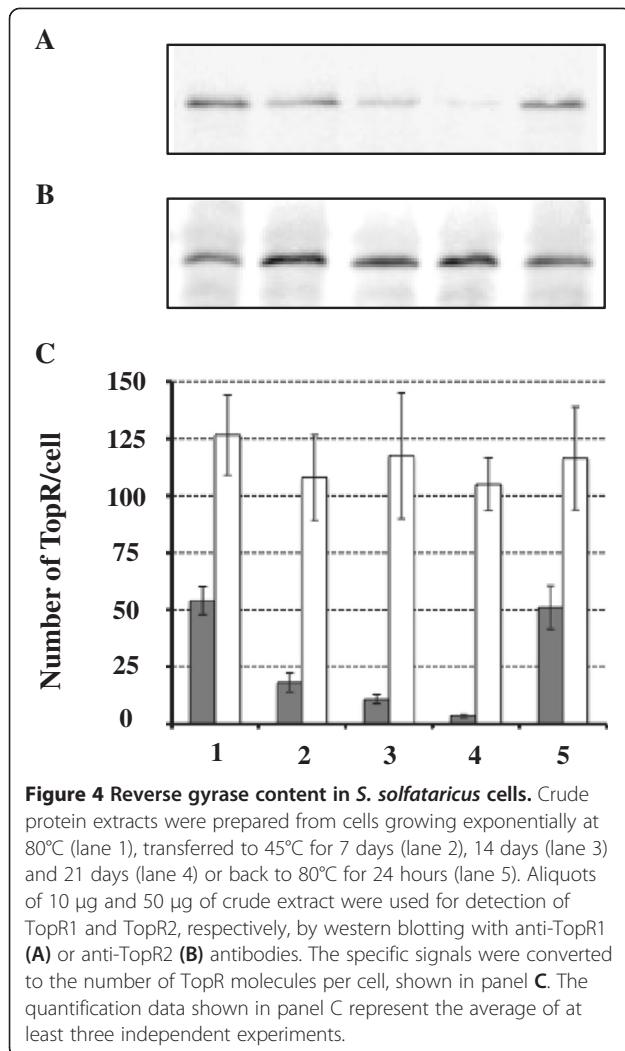 A
B
C
150
125
100
75
50
25
0
Number of TopR/cell
1 2 3 4 5
Figure 4 Reverse gyrase content in S. solfataricus cells. Crude
protein extracts were prepared from cells growing exponentially at
80°C (lane 1), transferred to 45°C for 7 days (lane 2), 14 days (lane 3)
and 21 days (lane 4) or back to 80°C for 24 hours (lane 5). Aliquots
of 10 μg and 50 μg of crude extract were used for detection of
TopR1 and TopR2, respectively, by western blotting with anti-TopR1
(A) or anti-TopR2 (B) antibodies. The specific signals were converted
to the number of TopR molecules per cell, shown in panel C. The
quantification data shown in panel C represent the average of at
least three independent experiments.